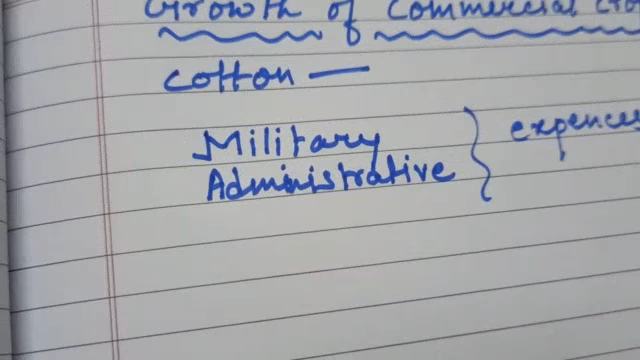 Growth of Commercial
Cotton —
Military
Administrative } expences